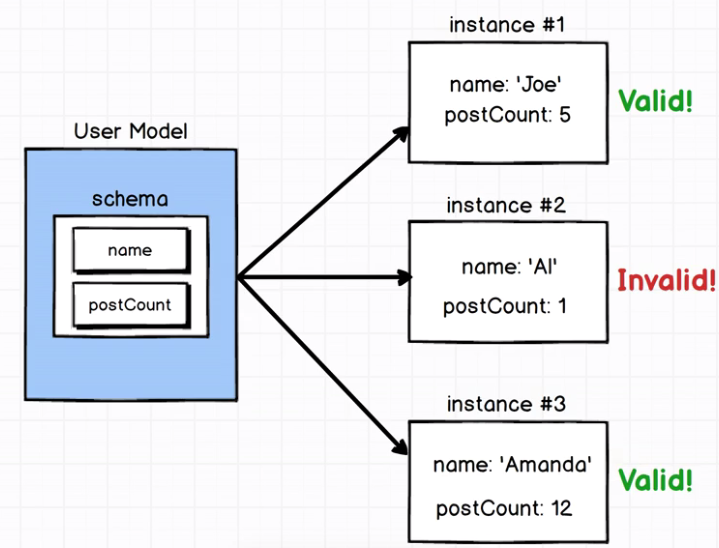 User Model
schema
name
postCount
instance #1
name: 'Joe'
postCount: 5
Valid!
instance #2
name: 'Al'
postCount: 1
Invalid!
instance #3
name: 'Amanda'
postCount: 12
Valid!